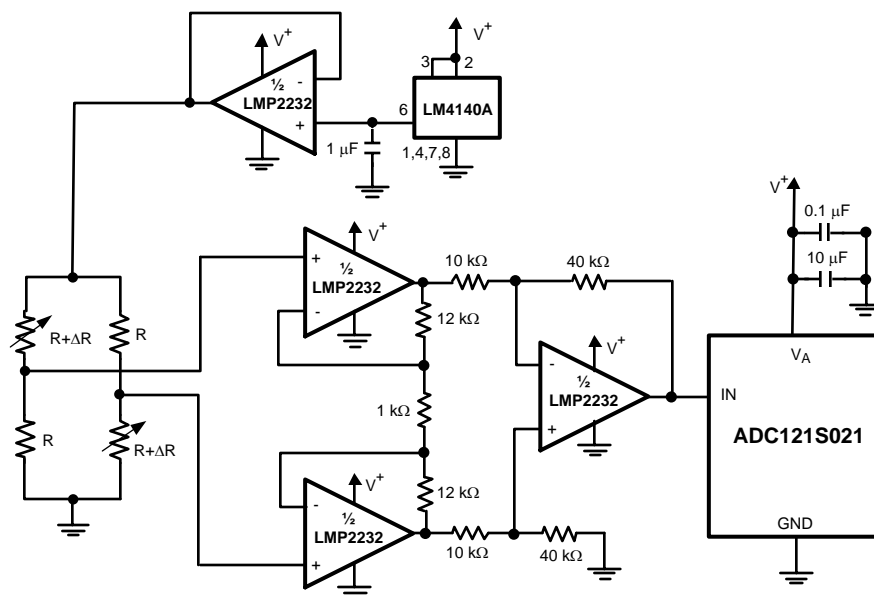 V+
V+
3
2
½
LMP2232
-
+
6
LM4140A
1 µF
1,4,7,8
V+
V+
0.1 µF
10 µF
+
½
LMP2232
-
10 kΩ
40 kΩ
12 kΩ
R+ΔR
R
V+
VA
-
½
LMP2232
+
IN
1 kΩ
ADC121S021
R
R+ΔR
V+
12 kΩ
-
½
LMP2232
+
10 kΩ
40 kΩ
GND